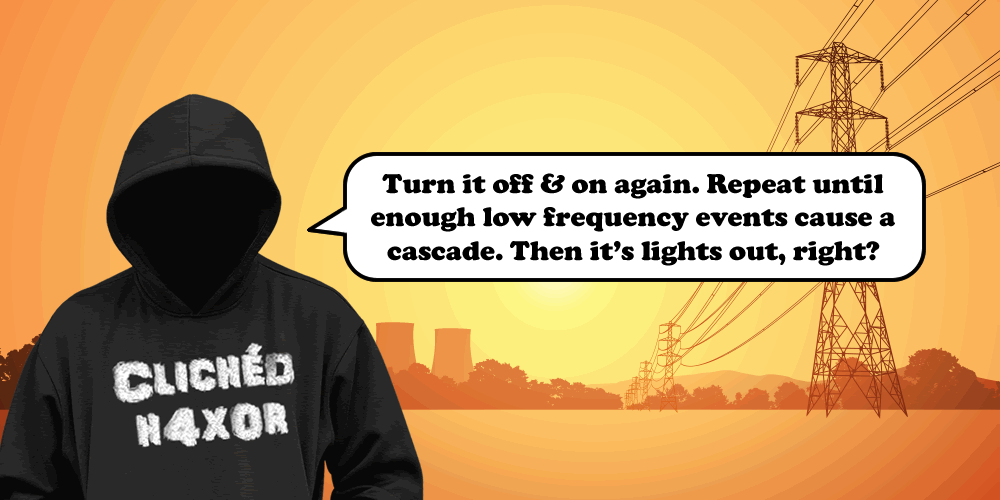 Turn it off & on again. Repeat until
enough low frequency events cause a
cascade. Then it’s lights out, right?
CLICHÉD
H4XOR